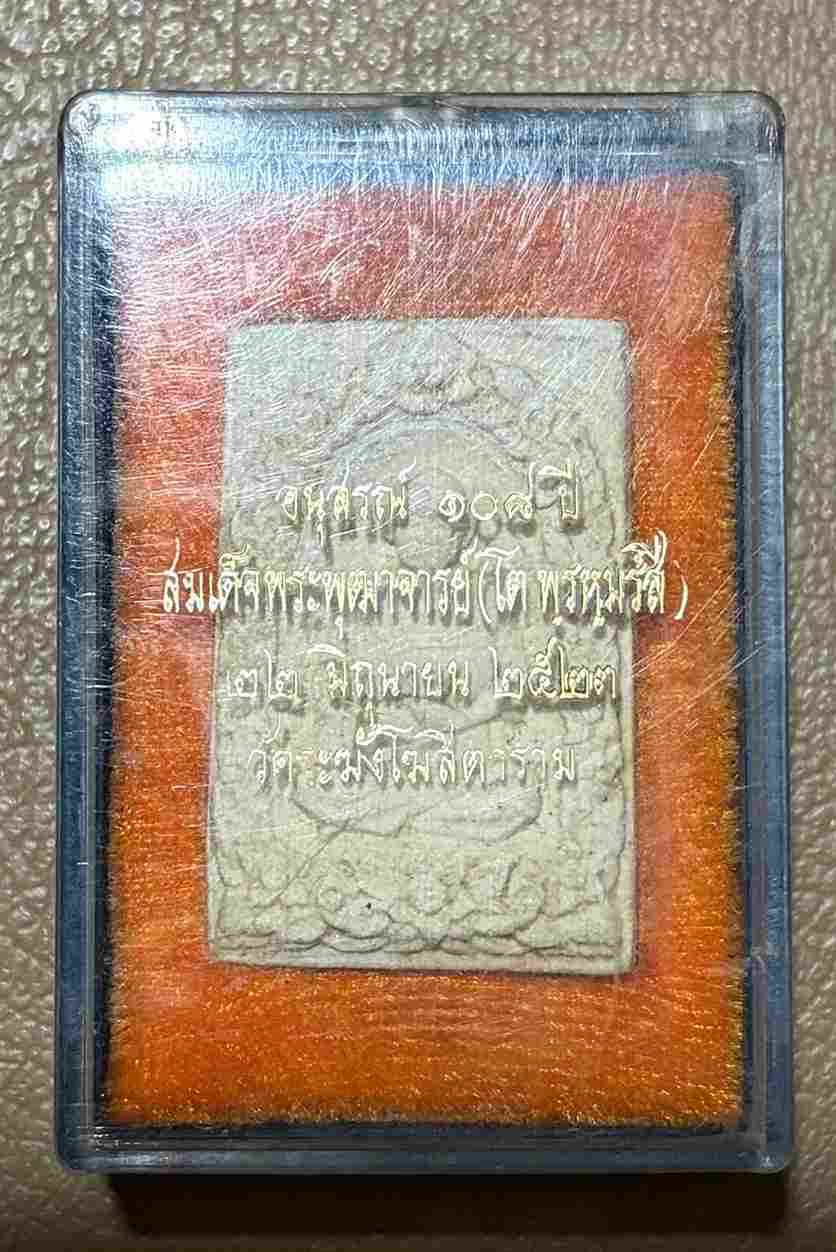 อนุสรณ์ ๑๐๘ ปี
สมเด็จพระพุฒาจารย์(โต พฺรหฺมรํสี)
๒๒ มิถุนายน ๒๕๒๓
วัดระฆังโฆสิตาราม